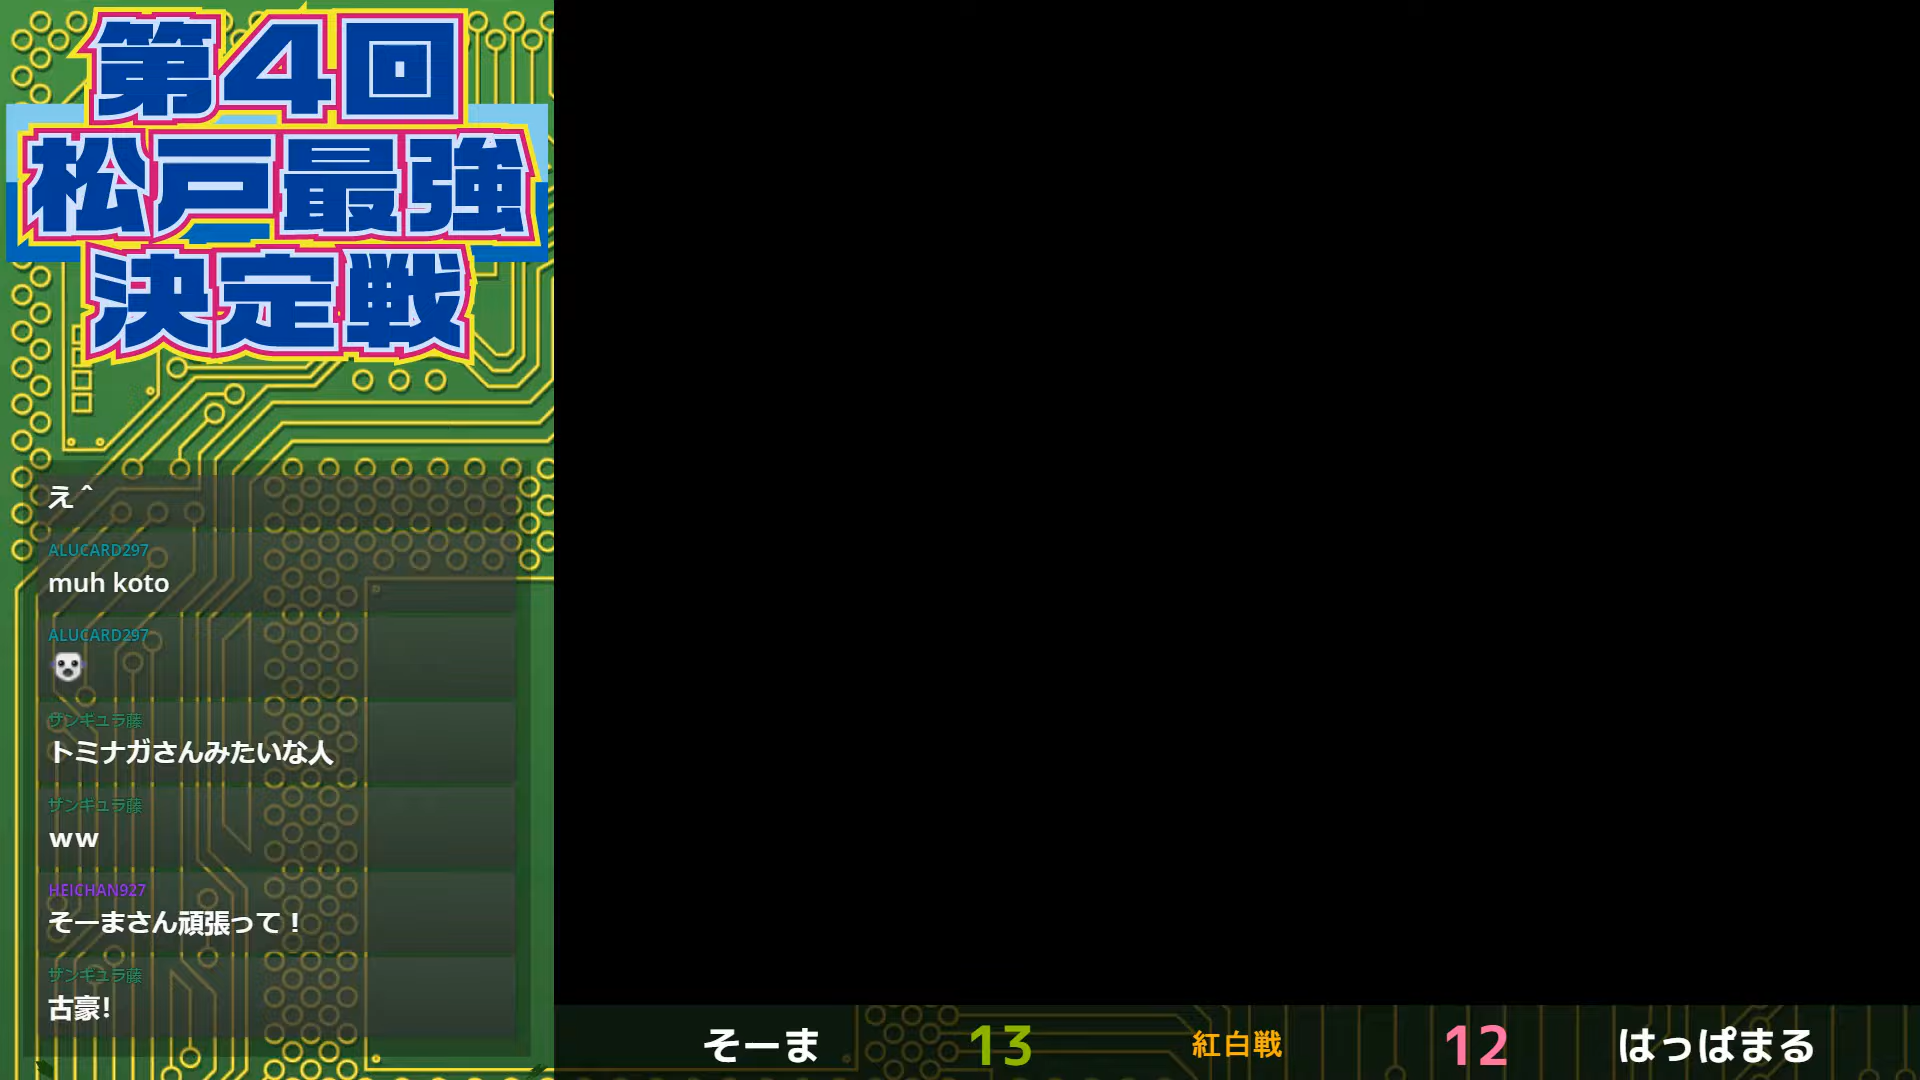 第4回
松戸最強
決定戦
え＾
ALUCARD297
muh koto
ALUCARD297
サンギュラ藤
トミナガさんみたいな人
サンギュラ藤
ww
HEICHAN927
そーまさん頑張って！
サンギュラ藤
古豪！
そーま 13 紅白戦 12 はっぱまる